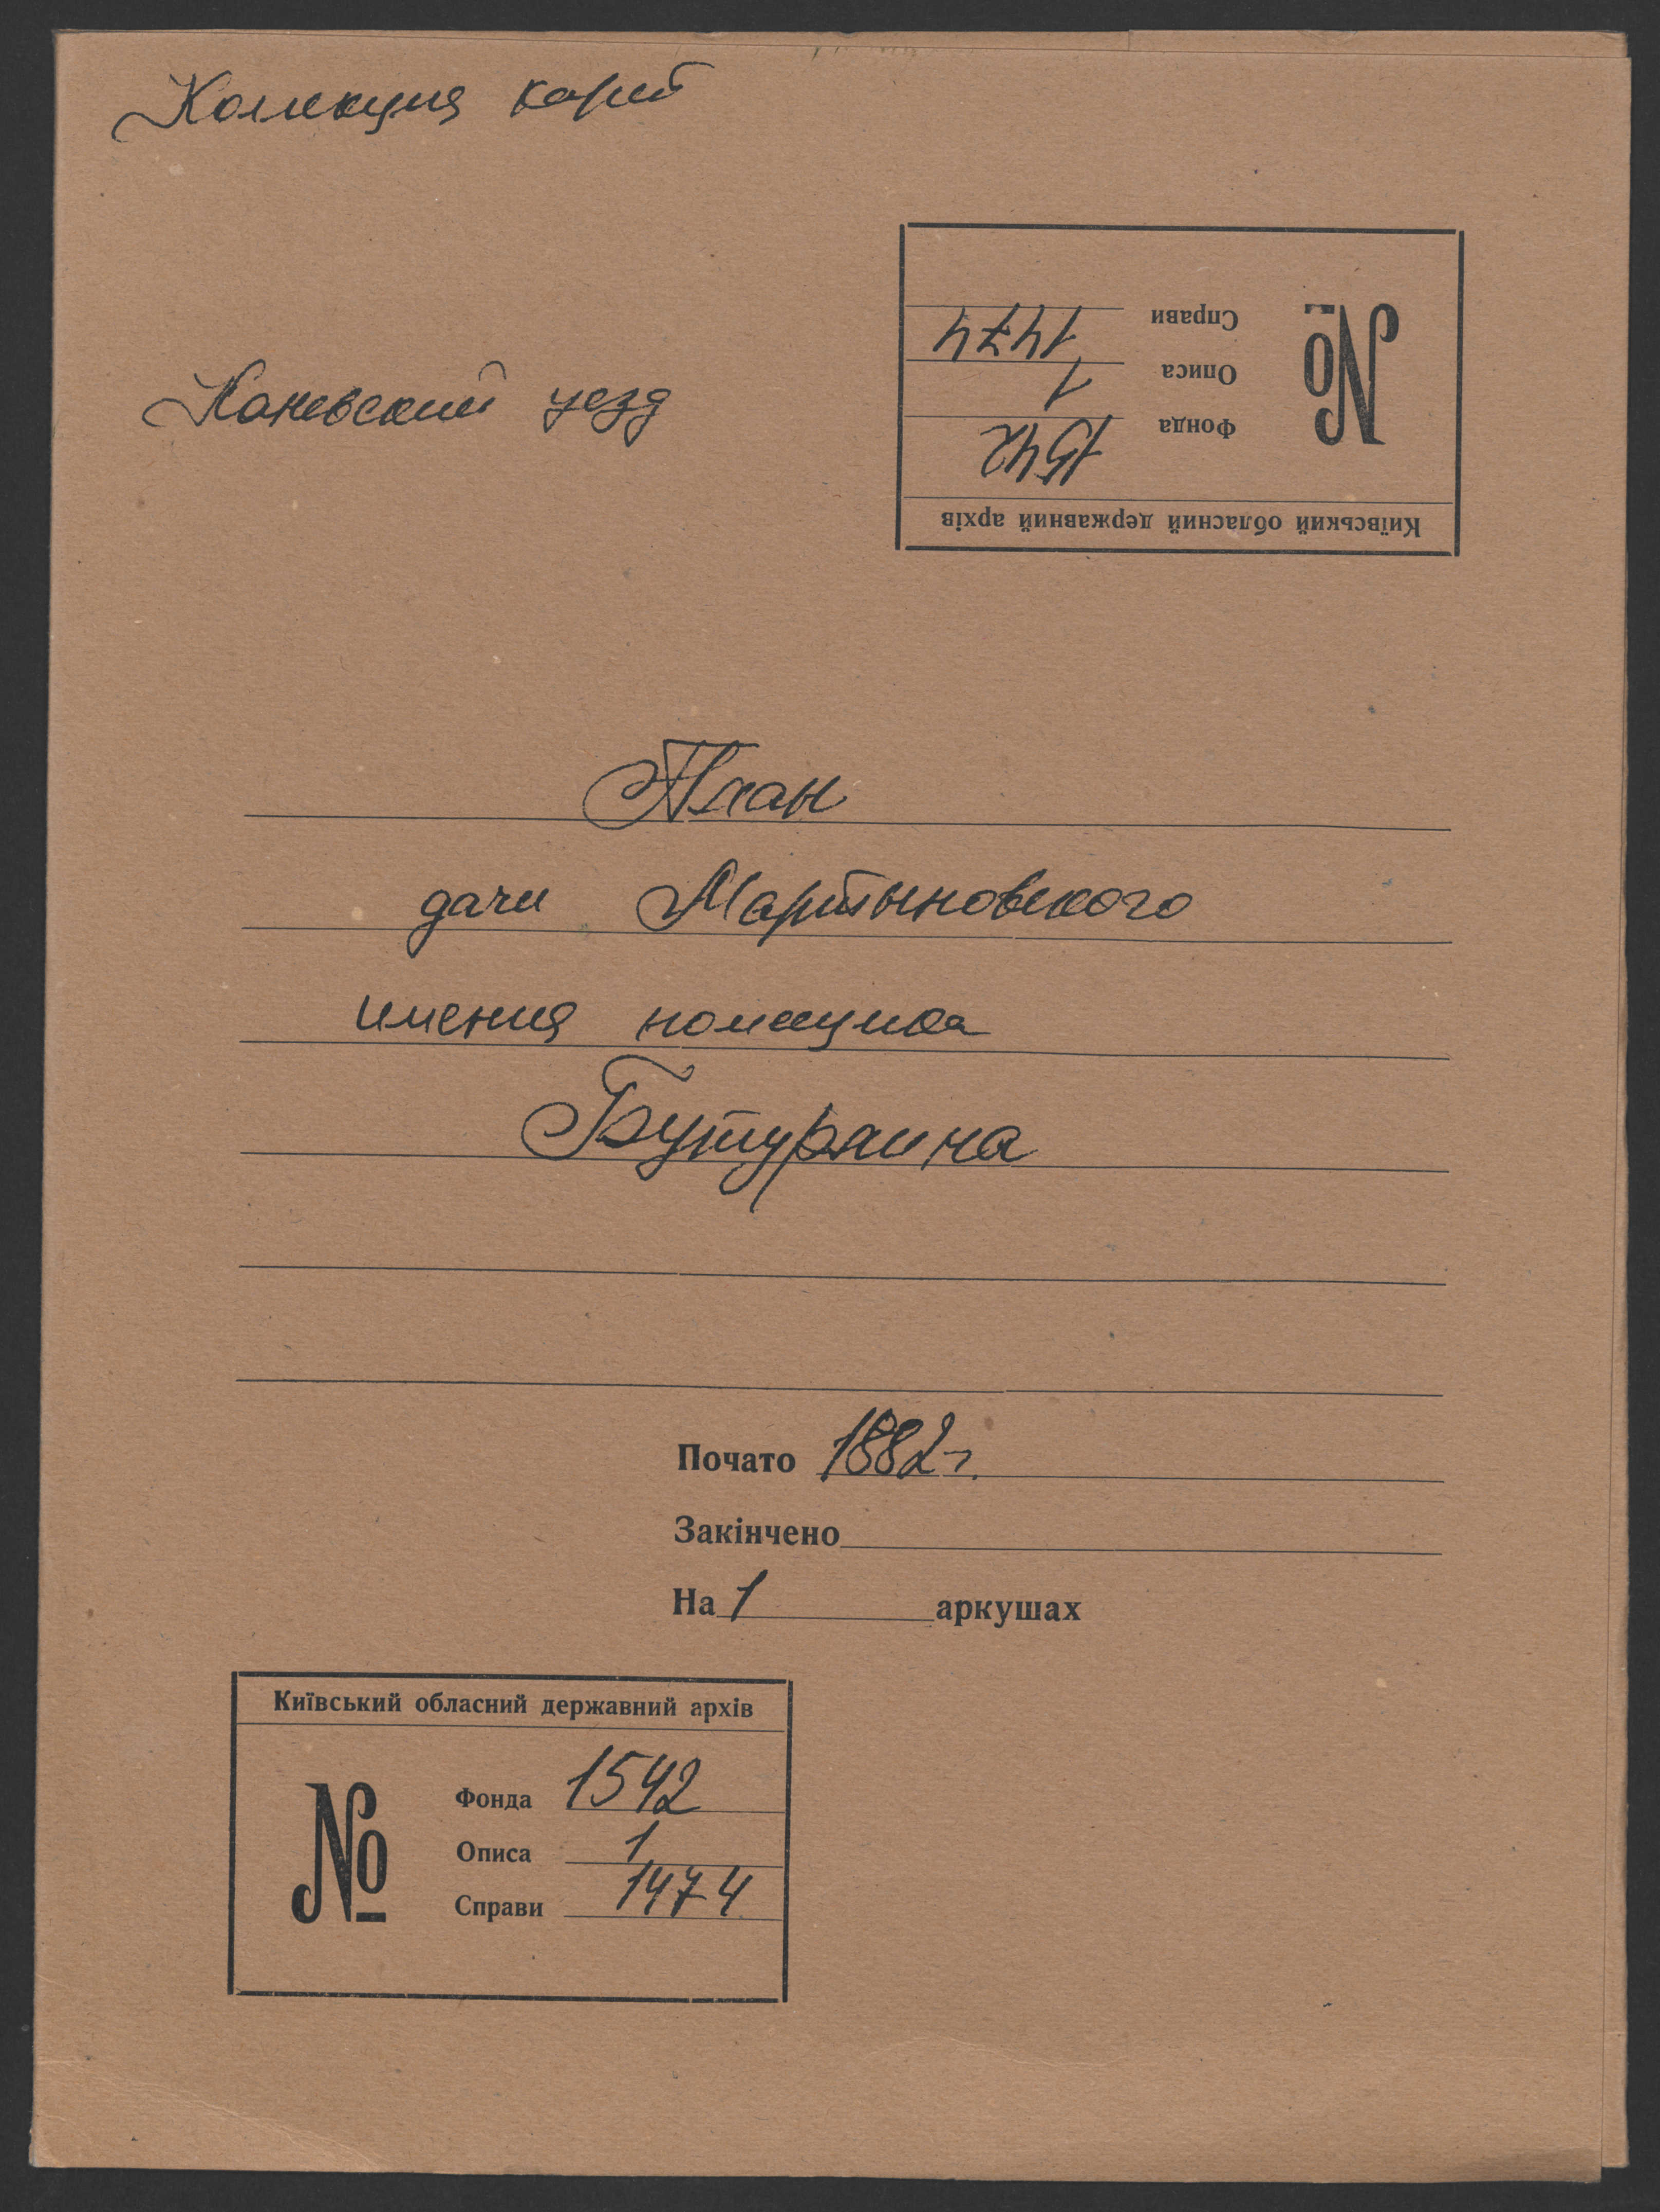 Коллекция карт
Справи 1474
Описа 1
Фонда 1542
№
Київський обласний державний архів
Каневский уезд
План
дачи Мартыновского
имения помещика
Бутурлина
Почато 1882 г.
Закінчено
На 1 аркушах
Київський обласний державний архів
№
Фонда 1542
Описа 1
Справи 1474